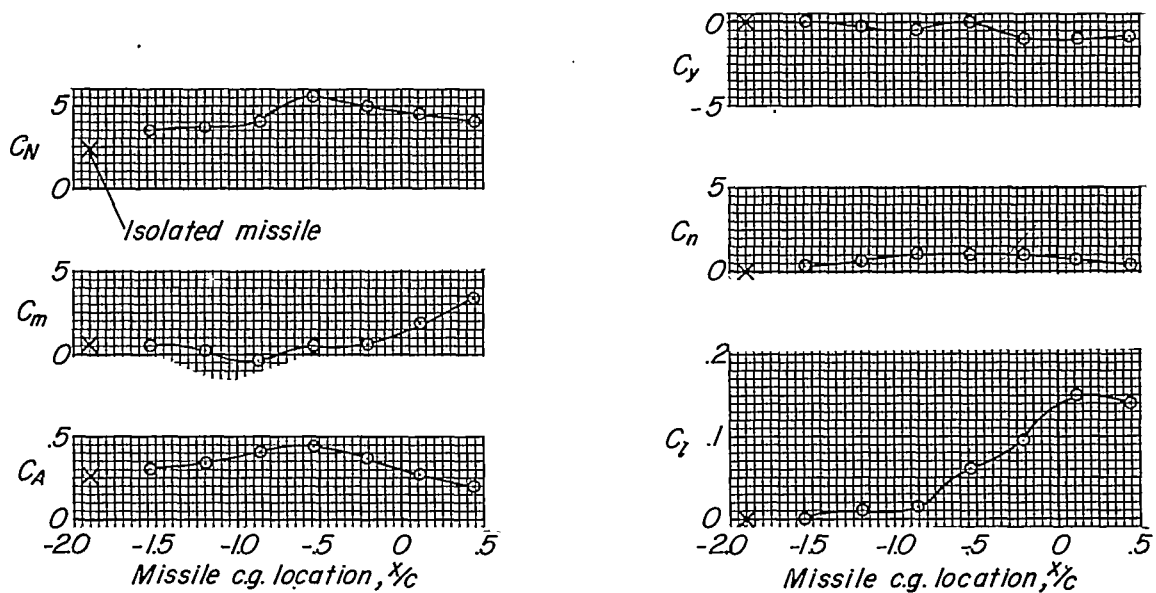 5
C_N
0
Isolated missile
5
C_m
0
.5
C_A
0
-2.0 -1.5 -1.0 -.5 0 .5
Missile c.g. location, x/c
0
C_y
-5
5
C_n
0
.2
C_l .1
0
-2.0 -1.5 -1.0 -.5 0 .5
Missile c.g. location, x/c